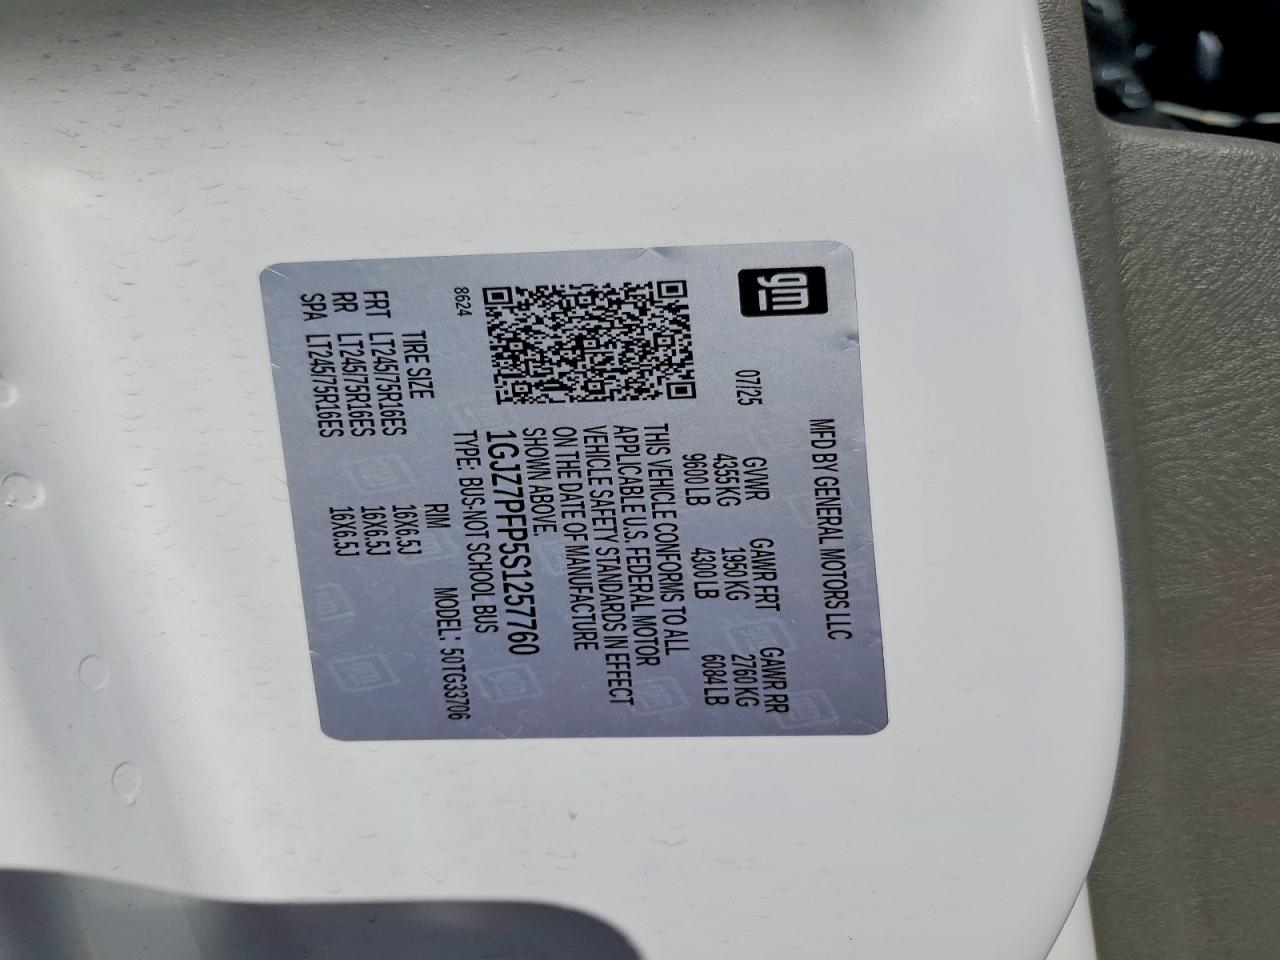 gm
MFD BY GENERAL MOTORS LLC
07/25
GVWR GAWR FRT GAWR RR
4355 KG 1950 KG 2760 KG
9600 LB 4300 LB 6084 LB
THIS VEHICLE CONFORMS TO ALL
APPLICABLE U.S. FEDERAL MOTOR
VEHICLE SAFETY STANDARDS IN EFFECT
ON THE DATE OF MANUFACTURE
SHOWN ABOVE.
1GJZ7PFP5S1257760
TYPE: BUS-NOT SCHOOL BUS
8624
MODEL: 50TG33706
TIRE SIZE RIM
FRT LT245/75R16ES 16X6.5J
RR LT245/75R16ES 16X6.5J
SPA LT245/75R16ES 16X6.5J